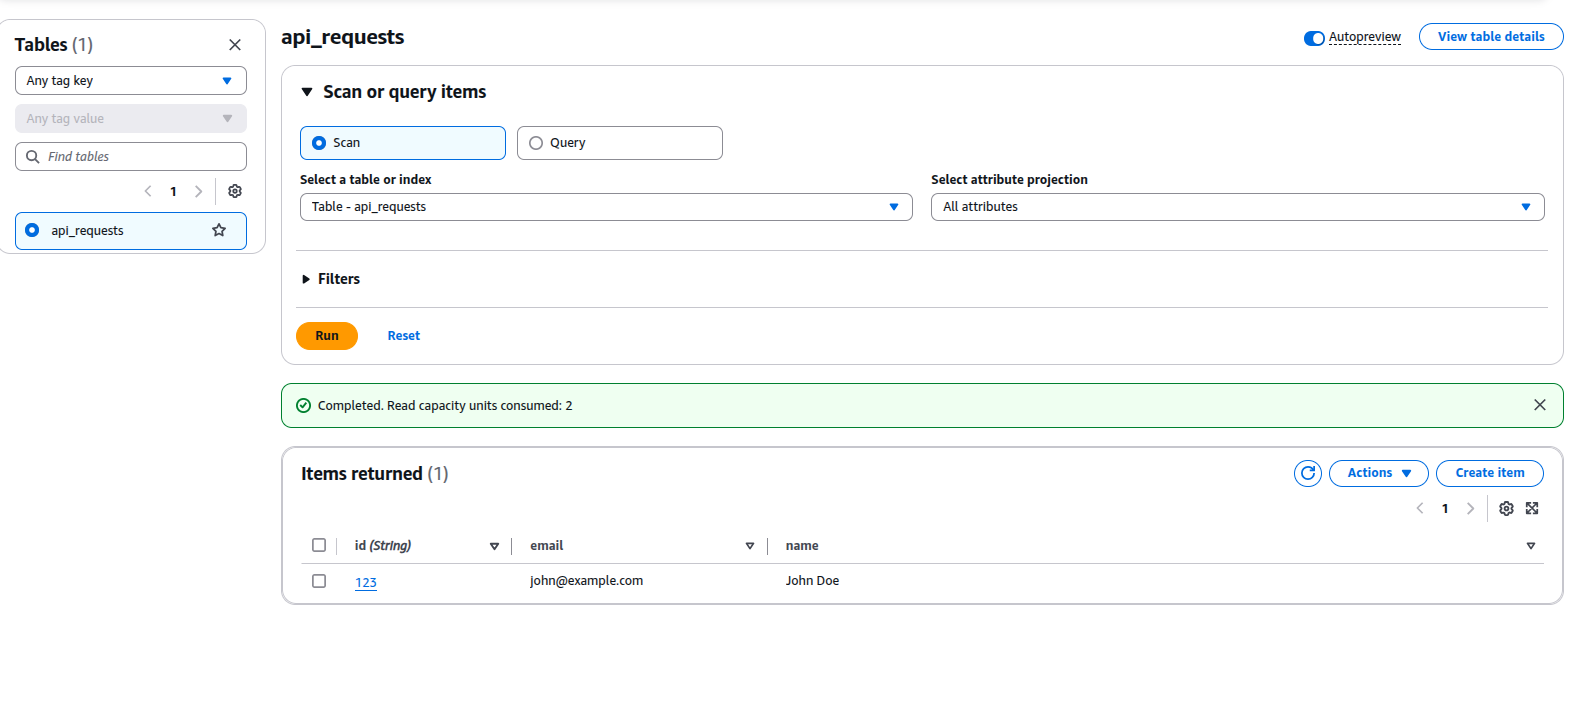 Tables (1)
Any tag key
Any tag value
Find tables
1
api_requests
api_requests
Autopreview
View table details
Scan or query items
Scan
Query
Select a table or index
Select attribute projection
Table - api_requests
All attributes
Filters
Run
Reset
Completed. Read capacity units consumed: 2
Items returned (1)
Actions
Create item
1
id (String)
email
name
123
john@example.com
John Doe